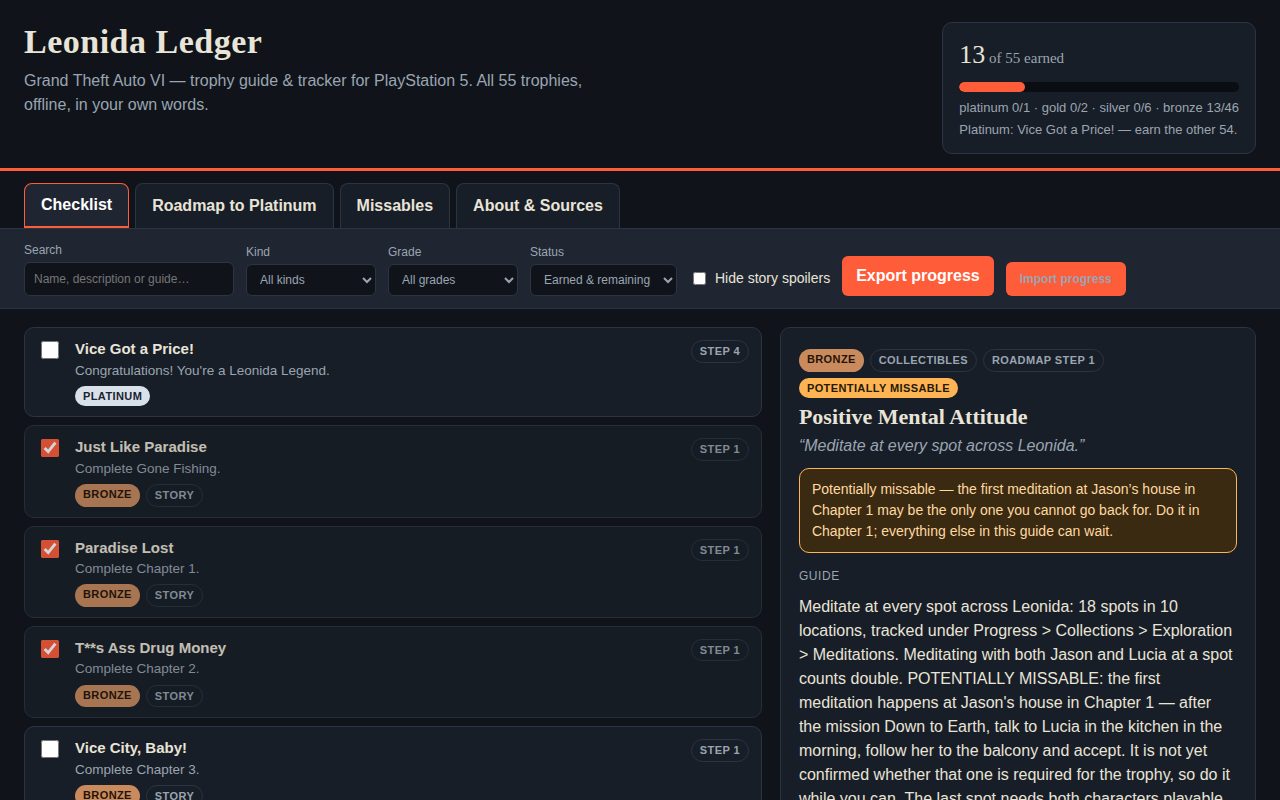 Leonida Ledger
Grand Theft Auto VI — trophy guide & tracker for PlayStation 5. All 55 trophies,
offline, in your own words.
13 of 55 earned
platinum 0/1 · gold 0/2 · silver 0/6 · bronze 13/46
Platinum: Vice Got a Price! — earn the other 54.
Checklist
Roadmap to Platinum
Missables
About & Sources
Search
Name, description or guide…
Kind
All kinds
Grade
All grades
Status
Earned & remaining
Hide story spoilers
Export progress
Import progress
Vice Got a Price!
STEP 4
Congratulations! You're a Leonida Legend.
PLATINUM
Just Like Paradise
STEP 1
Complete Gone Fishing.
BRONZE STORY
Paradise Lost
STEP 1
Complete Chapter 1.
BRONZE STORY
T**s Ass Drug Money
STEP 1
Complete Chapter 2.
BRONZE STORY
Vice City, Baby!
STEP 1
Complete Chapter 3.
BRONZE STORY
BRONZE COLLECTIBLES ROADMAP STEP 1
POTENTIALLY MISSABLE
Positive Mental Attitude
“Meditate at every spot across Leonida.”
Potentially missable — the first meditation at Jason’s house in
Chapter 1 may be the only one you cannot go back for. Do it in
Chapter 1; everything else in this guide can wait.
GUIDE
Meditate at every spot across Leonida: 18 spots in 10
locations, tracked under Progress > Collections > Exploration
> Meditations. Meditating with both Jason and Lucia at a spot
counts double. POTENTIALLY MISSABLE: the first
meditation happens at Jason's house in Chapter 1 — after
the mission Down to Earth, talk to Lucia in the kitchen in the
morning, follow her to the balcony and accept. It is not yet
confirmed whether that one is required for the trophy, so do it
while you can. The last spot needs both characters playable